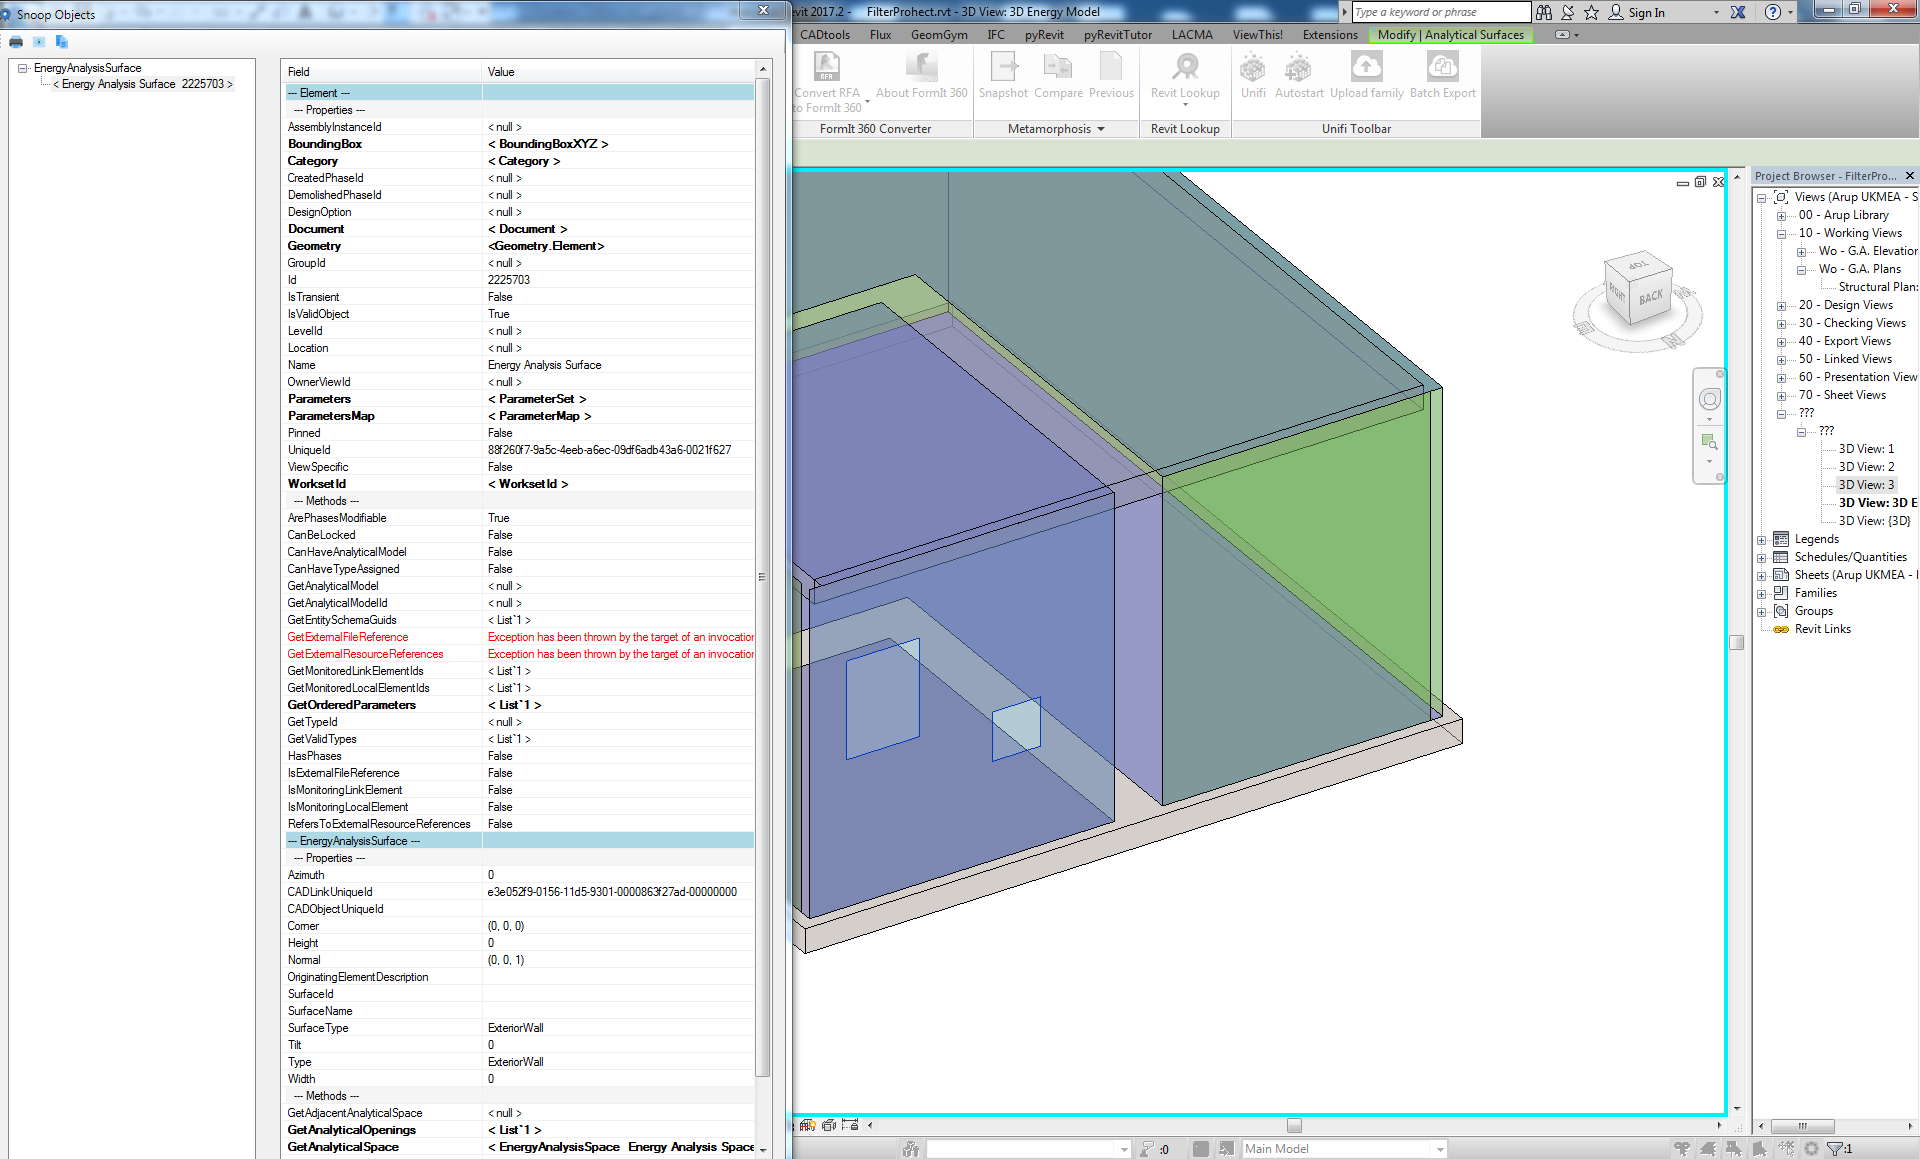 Snoop Objects
EnergyAnalysisSurface
< Energy Analysis Surface  2225703 >
Field Value
--- Element ---
--- Properties ---
AssemblyInstanceId < null >
BoundingBox < BoundingBoxXYZ >
Category < Category >
CreatedPhaseId < null >
DemolishedPhaseId < null >
DesignOption < null >
Document < Document >
Geometry <Geometry.Element>
GroupId < null >
Id 2225703
IsTransient False
IsValidObject True
LevelId < null >
Location < null >
Name Energy Analysis Surface
OwnerViewId < null >
Parameters < ParameterSet >
ParametersMap < ParameterMap >
Pinned False
UniqueId 88f260f7-9a5c-4eeb-a6ec-09df6adb43a6-0021f627
ViewSpecific False
WorksetId < WorksetId >
--- Methods ---
ArePhasesModifiable True
CanBeLocked False
CanHaveAnalyticalModel False
CanHaveTypeAssigned False
GetAnalyticalModel < null >
GetAnalyticalModelId < null >
GetEntitySchemaGuids < List`1 >
GetExternalFileReference Exception has been thrown by the target of an invocation
GetExternalResourceReferences Exception has been thrown by the target of an invocation
GetMonitoredLinkElementIds < List`1 >
GetMonitoredLocalElementIds < List`1 >
GetOrderedParameters < List`1 >
GetTypeId < null >
GetValidTypes < List`1 >
HasPhases False
IsExternalFileReference False
IsMonitoringLinkElement False
IsMonitoringLocalElement False
RefersToExternalResourceReferences False
--- EnergyAnalysisSurface ---
--- Properties ---
Azimuth 0
CADLinkUniqueId e3e052f9-0156-11d5-9301-0000863f27ad-00000000
CADObjectUniqueId
Corner (0, 0, 0)
Height 0
Normal (0, 0, 1)
OriginatingElementDescription
SurfaceId
SurfaceName
SurfaceType ExteriorWall
Tilt 0
Type ExteriorWall
Width 0
--- Methods ---
GetAdjacentAnalyticalSpace < null >
GetAnalyticalOpenings < List`1 >
GetAnalyticalSpace < EnergyAnalysisSpace  Energy Analysis Space
evit 2017.2 - FilterProhect.rvt - 3D View: 3D Energy Model
Type a keyword or phrase
Sign In
CADtools Flux GeomGym IFC pyRevit pyRevitTutor LACMA ViewThis! Extensions Modify | Analytical Surfaces
Convert RFA
to FormIt 360
About FormIt 360
Snapshot Compare Previous
Revit Lookup
Unifi Autostart Upload family Batch Export
FormIt 360 Converter Metamorphosis Revit Lookup Unifi Toolbar
TOP
RIGHT
BACK
Project Browser - FilterPro...
Views (Arup UKMEA - S
00 - Arup Library
10 - Working Views
Wo - G.A. Elevation
Wo - G.A. Plans
Structural Plan:
20 - Design Views
30 - Checking Views
40 - Export Views
50 - Linked Views
60 - Presentation View
70 - Sheet Views
???
???
3D View: 1
3D View: 2
3D View: 3
3D View: 3D E
3D View: {3D}
Legends
Schedules/Quantities
Sheets (Arup UKMEA - I
Families
Groups
Revit Links
:0
Main Model
:1